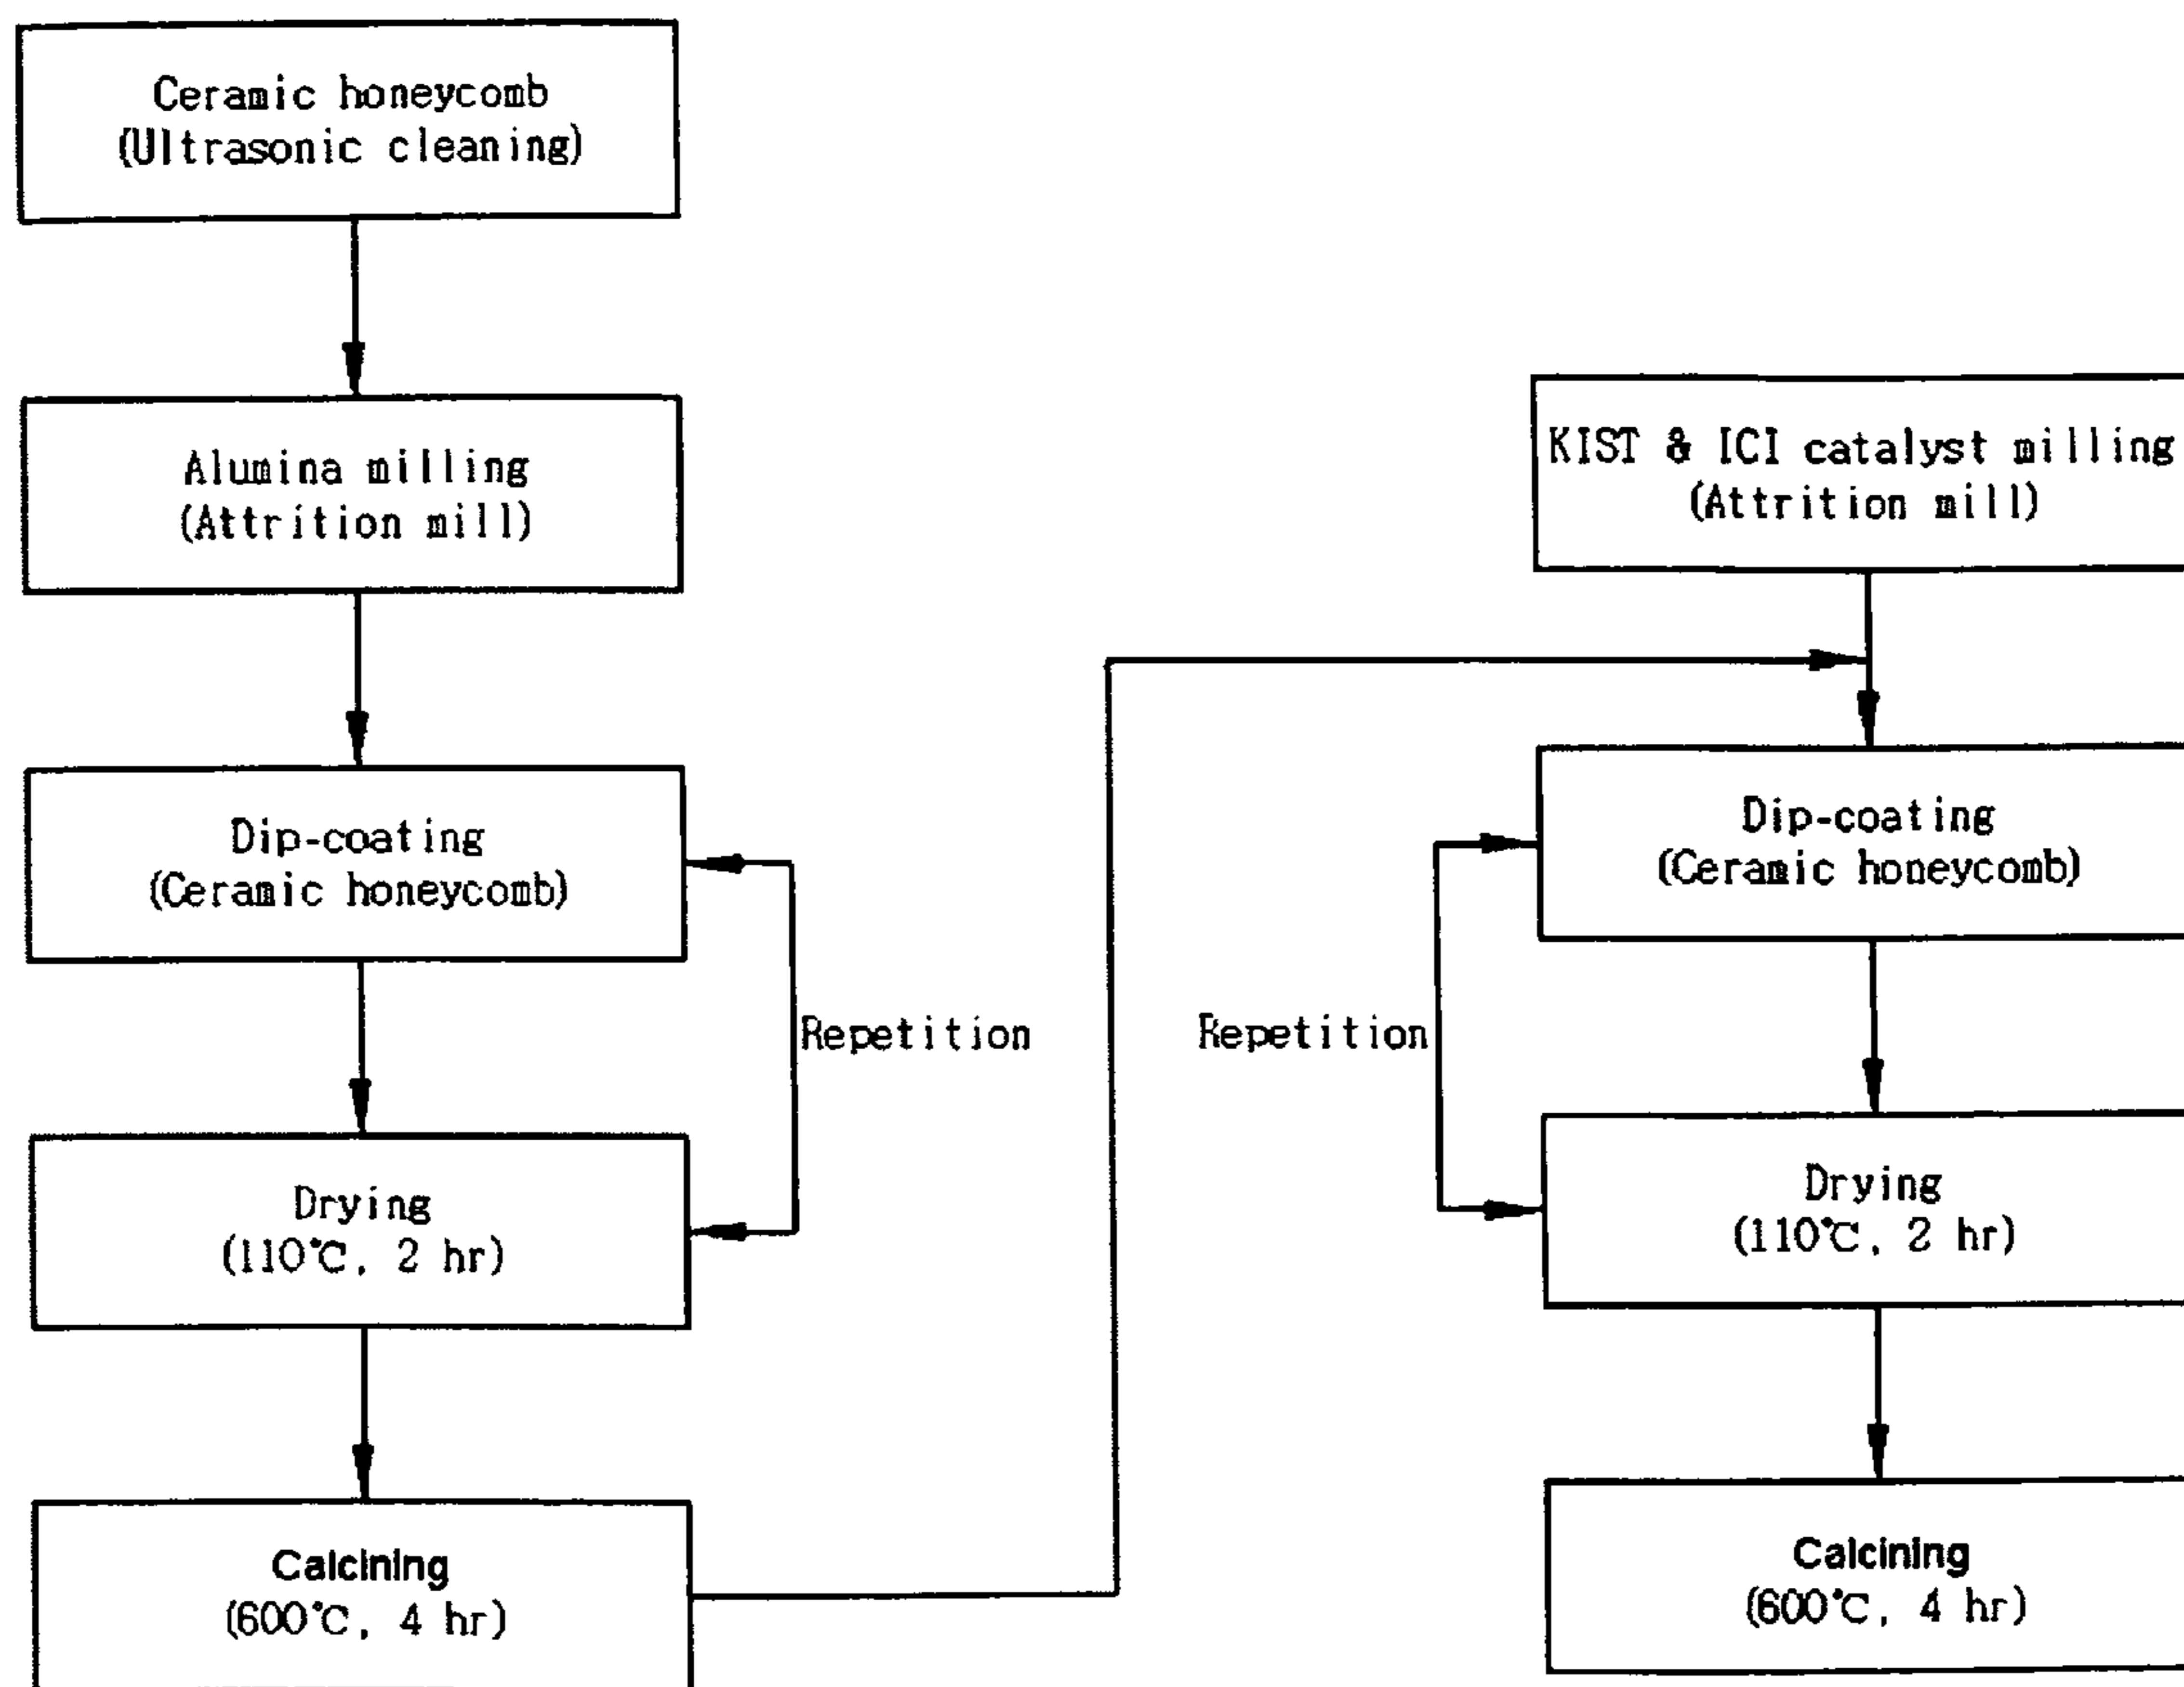 Ceramic honeycomb
(Ultrasonic cleaning)
Alumina milling
(Attrition mill)
Dip-coating
(Ceramic honeycomb)
Repetition
Drying
(110℃, 2 hr)
Calcining
(600℃, 4 hr)
KIST & ICI catalyst milling
(Attrition mill)
Dip-coating
(Ceramic honeycomb)
Repetition
Drying
(110℃, 2 hr)
Calcining
(600℃, 4 hr)